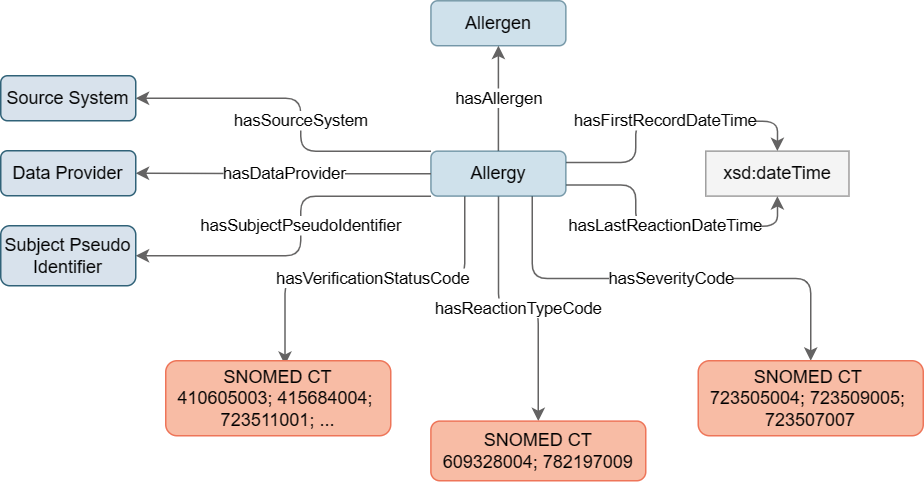 Allergen
hasAllergen
Source System
hasSourceSystem
hasFirstRecordDateTime
Data Provider
hasDataProvider
Allergy
xsd:dateTime
Subject Pseudo
Identifier
hasSubjectPseudoIdentifier
hasLastReactionDateTime
hasVerificationStatusCode
hasSeverityCode
hasReactionTypeCode
SNOMED CT
410605003; 415684004;
723511001; ...
SNOMED CT
609328004; 782197009
SNOMED CT
723505004; 723509005;
723507007